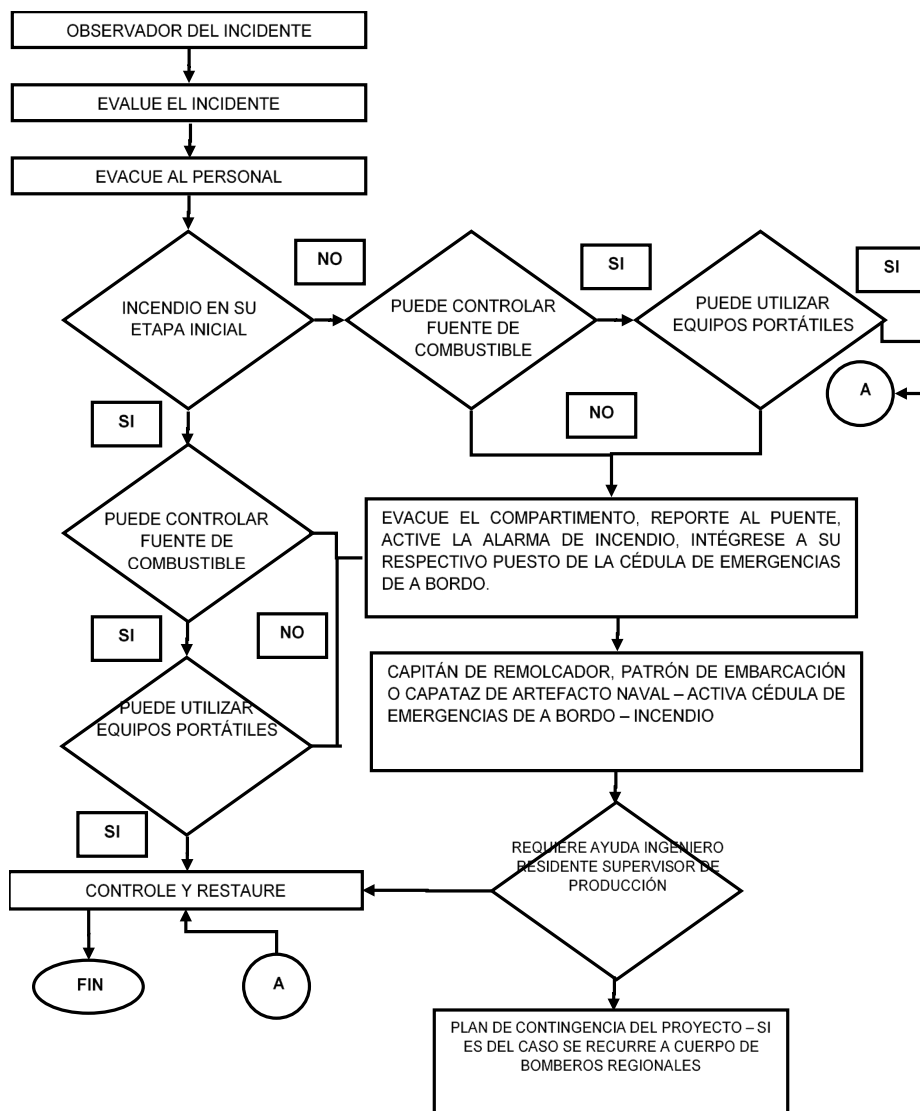 OBSERVADOR DEL INCIDENTE
EVALUE EL INCIDENTE
EVACUE AL PERSONAL
NO
SI
SI
INCENDIO EN SU
ETAPA INICIAL
PUEDE CONTROLAR
FUENTE DE
COMBUSTIBLE
PUEDE UTILIZAR
EQUIPOS PORTÁTILES
A
SI
NO
PUEDE CONTROLAR
FUENTE DE
COMBUSTIBLE
EVACUE EL COMPARTIMENTO, REPORTE AL PUENTE,
ACTIVE LA ALARMA DE INCENDIO, INTÉGRESE A SU
RESPECTIVO PUESTO DE LA CÉDULA DE EMERGENCIAS
DE A BORDO.
SI
NO
PUEDE UTILIZAR
EQUIPOS PORTÁTILES
CAPITÁN DE REMOLCADOR, PATRÓN DE EMBARCACIÓN
O CAPATAZ DE ARTEFACTO NAVAL – ACTIVA CÉDULA DE
EMERGENCIAS DE A BORDO – INCENDIO
SI
REQUIERE AYUDA INGENIERO
RESIDENTE SUPERVISOR DE
PRODUCCIÓN
CONTROLE Y RESTAURE
FIN
A
PLAN DE CONTINGENCIA DEL PROYECTO – SI
ES DEL CASO SE RECURRE A CUERPO DE
BOMBEROS REGIONALES